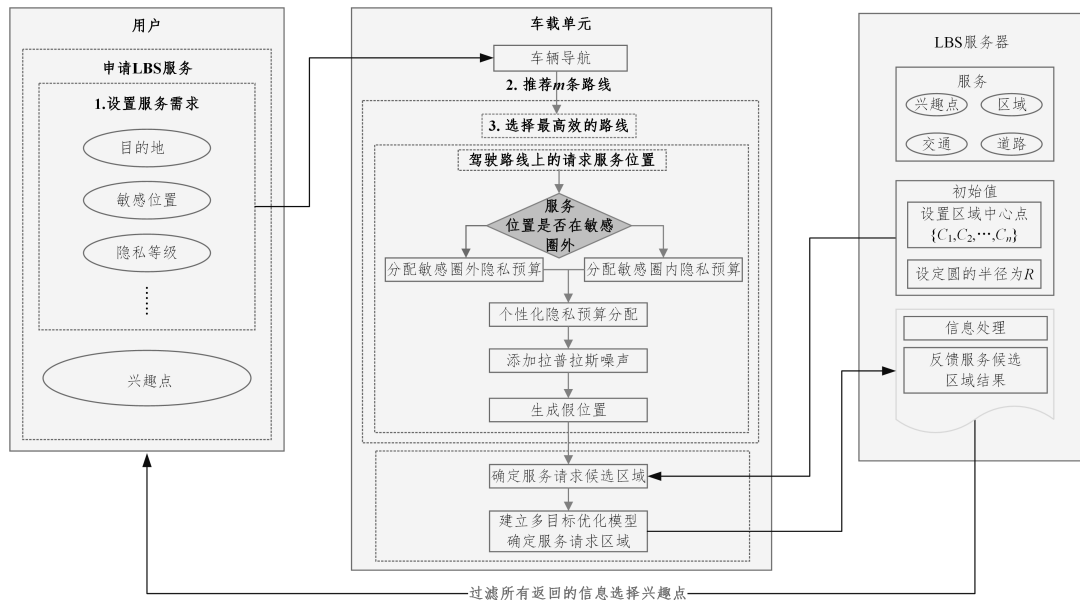 用户
申请LBS服务
1.设置服务需求
目的地
敏感位置
隐私等级
……
兴趣点
车载单元
车辆导航
2. 推荐m条路线
3. 选择最高效的路线
驾驶路线上的请求服务位置
服务
位置是否在敏感
圈外
分配敏感圈外隐私预算
分配敏感圈内隐私预算
个性化隐私预算分配
添加拉普拉斯噪声
生成假位置
确定服务请求候选区域
建立多目标优化模型
确定服务请求区域
LBS服务器
服务
兴趣点
区域
交通
道路
初始值
设置区域中心点
{C₁,C₂,…,Cₙ}
设定圆的半径为R
信息处理
反馈服务候选
区域结果
过滤所有返回的信息选择兴趣点